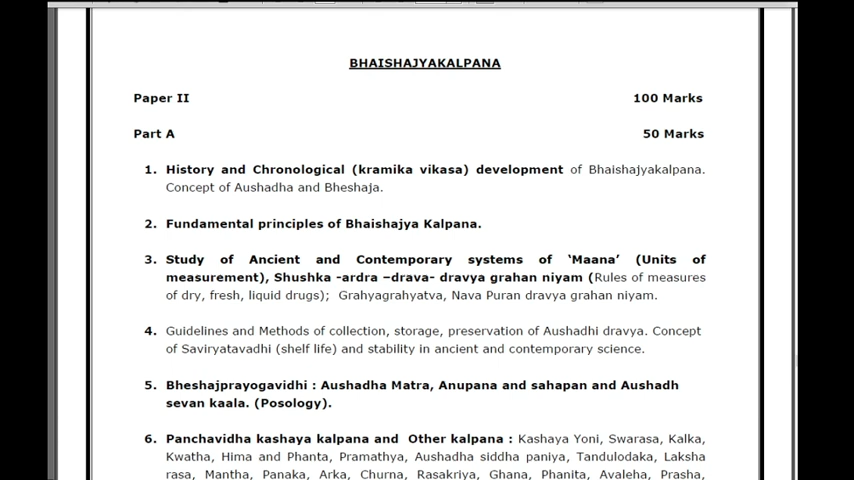 BHAISHAJYAKALPANA
Paper II 100 Marks
Part A 50 Marks
1. History and Chronological (kramika vikasa) development of Bhaishajyakalpana.
Concept of Aushadha and Bheshaja.
2. Fundamental principles of Bhaishajya Kalpana.
3. Study of Ancient and Contemporary systems of ‘Maana’ (Units of
measurement), Shushka -ardra –drava- dravya grahan niyam (Rules of measures
of dry, fresh, liquid drugs); Grahyagrahyatva, Nava Puran dravya grahan niyam.
4. Guidelines and Methods of collection, storage, preservation of Aushadhi dravya. Concept
of Saviryatavadhi (shelf life) and stability in ancient and contemporary science.
5. Bheshajprayogavidhi : Aushadha Matra, Anupana and sahapan and Aushadh
sevan kaala. (Posology).
6. Panchavidha kashaya kalpana and Other kalpana : Kashaya Yoni, Swarasa, Kalka,
Kwatha, Hima and Phanta, Pramathya, Aushadha siddha paniya, Tandulodaka, Laksha
rasa, Mantha, Panaka, Arka, Churna, Rasakriya, Ghana, Phanita, Avaleha, Prasha,